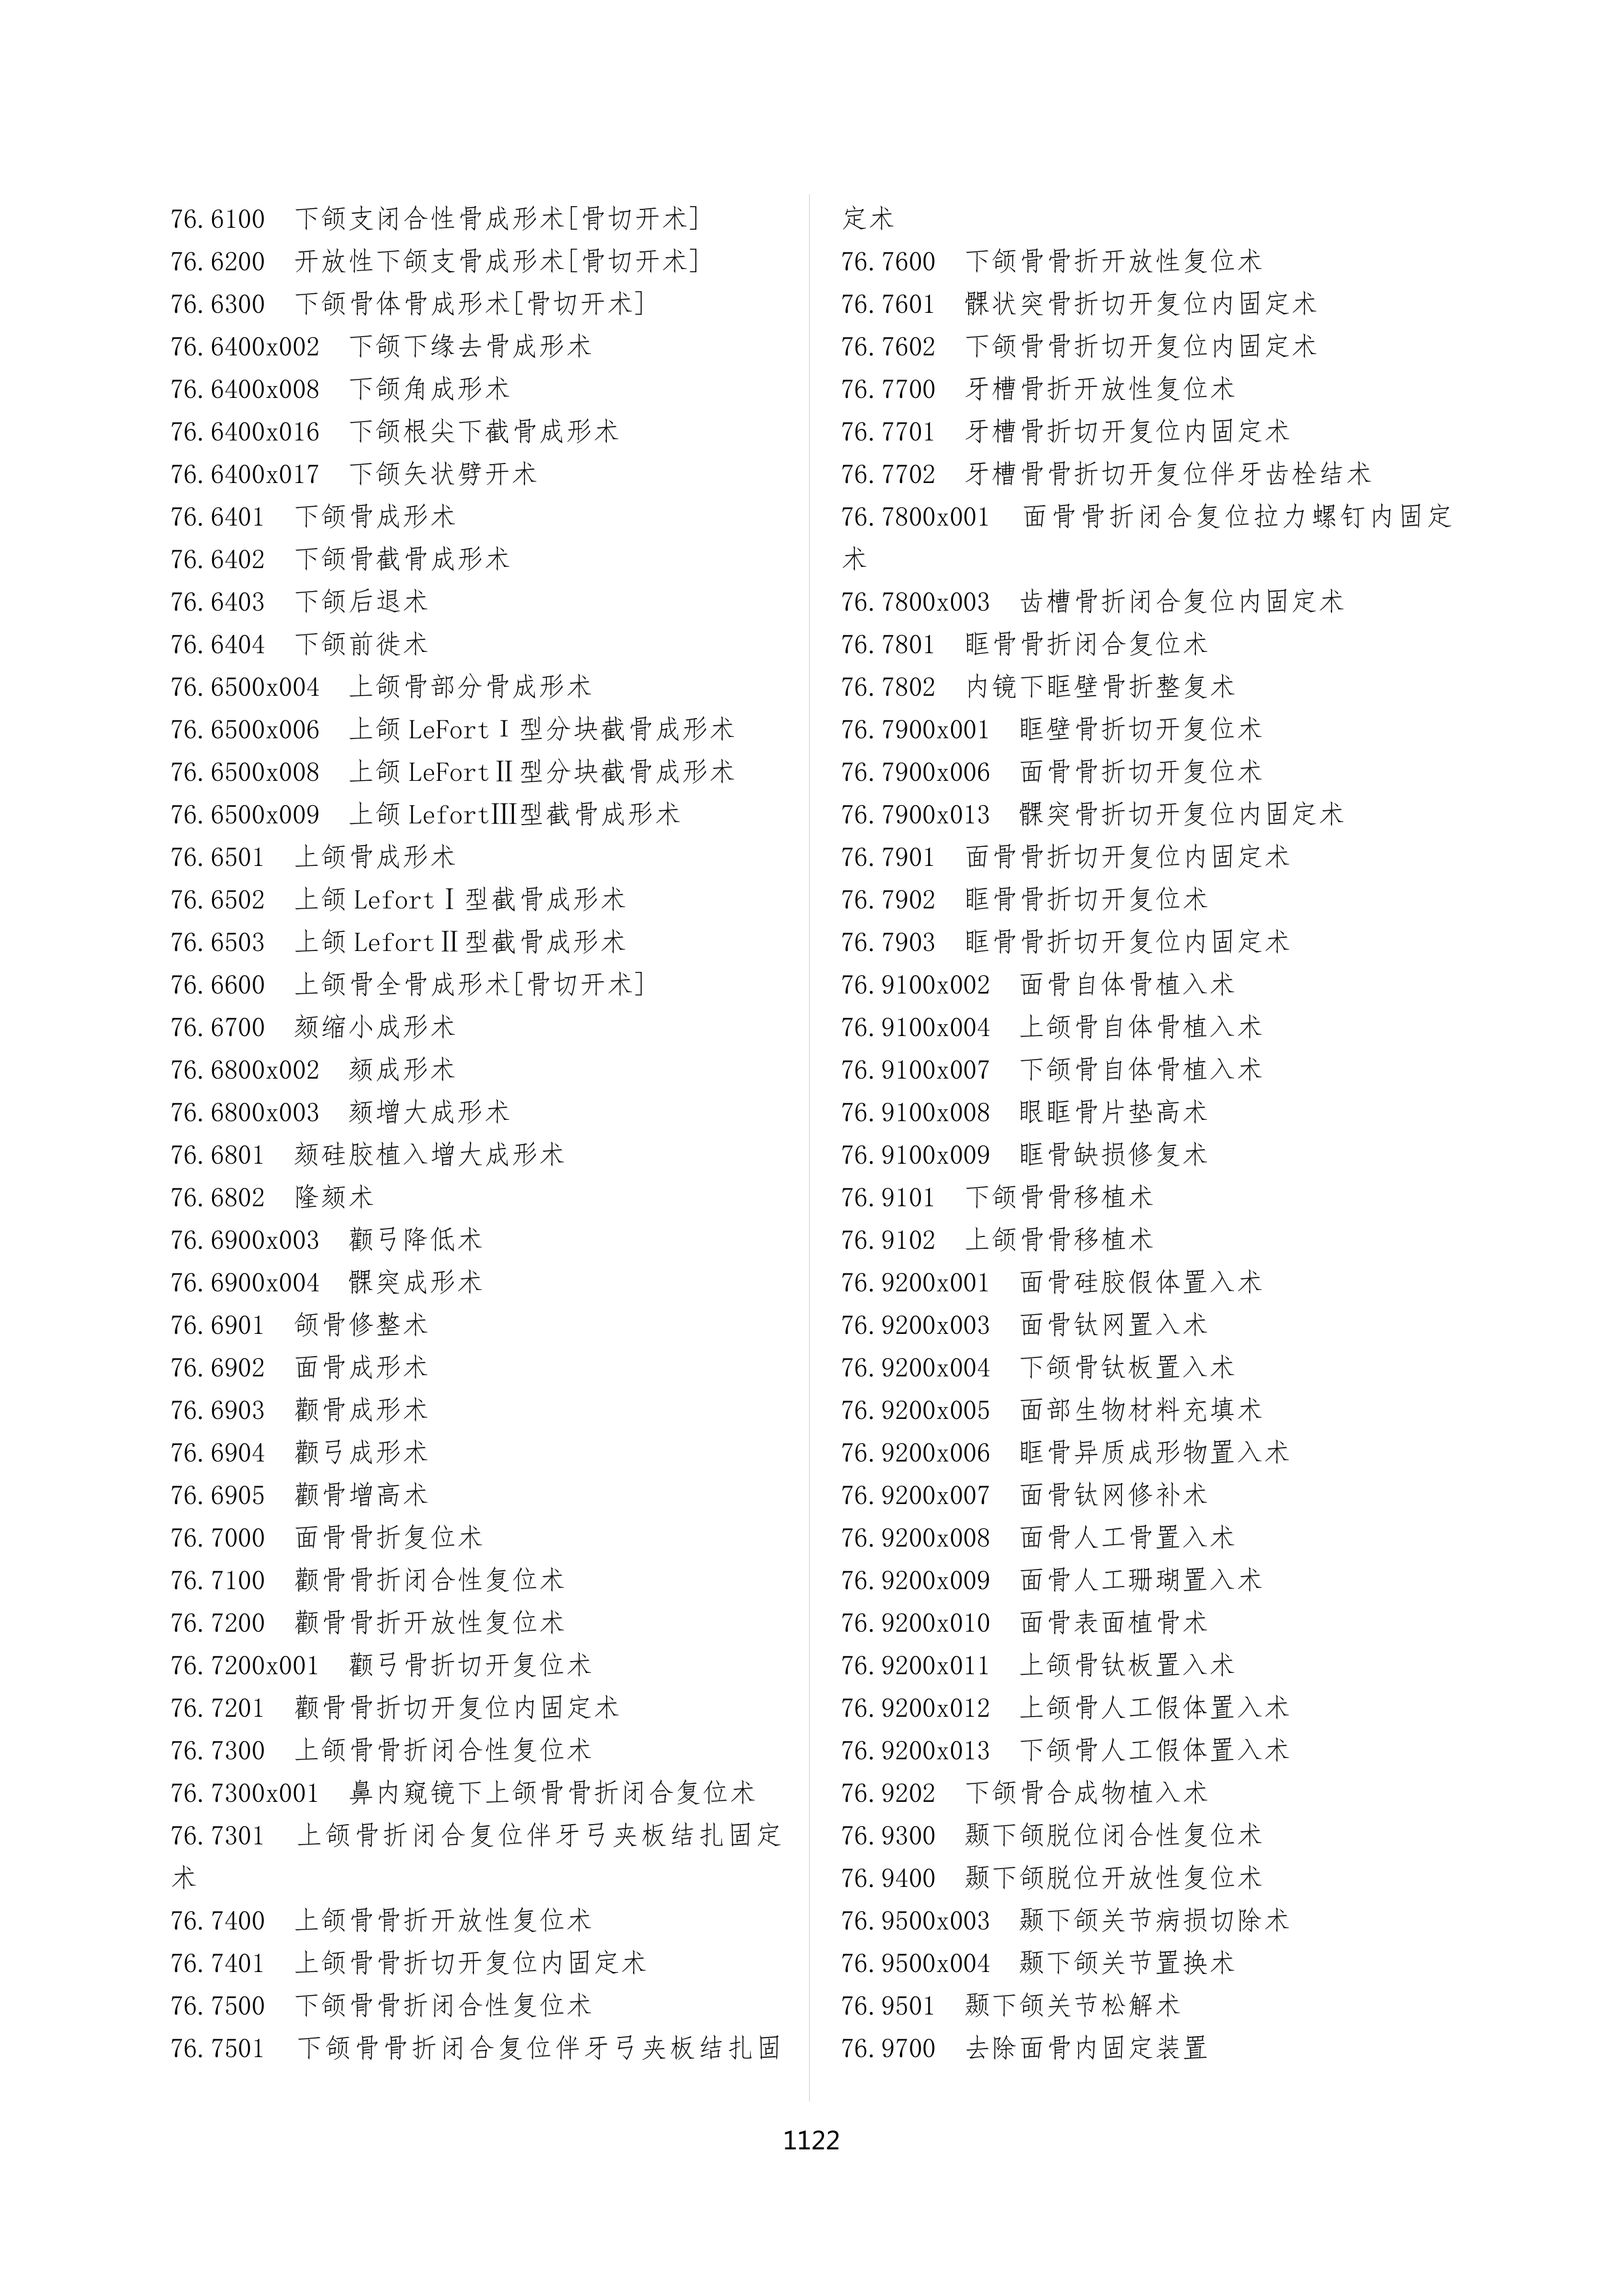 76.6100 下颌支闭合性骨成形术[骨切开术]
76.6200 开放性下颌支骨成形术[骨切开术]
76.6300 下颌骨体骨成形术[骨切开术]
76.6400x002 下颌下缘去骨成形术
76.6400x008 下颌角成形术
76.6400x016 下颌根尖下截骨成形术
76.6400x017 下颌矢状劈开术
76.6401 下颌骨成形术
76.6402 下颌骨截骨成形术
76.6403 下颌后退术
76.6404 下颌前徙术
76.6500x004 上颌骨部分骨成形术
76.6500x006 上颌LeFortⅠ型分块截骨成形术
76.6500x008 上颌LeFortⅡ型分块截骨成形术
76.6500x009 上颌LefortⅢ型截骨成形术
76.6501 上颌骨成形术
76.6502 上颌LefortⅠ型截骨成形术
76.6503 上颌LefortⅡ型截骨成形术
76.6600 上颌骨全骨成形术[骨切开术]
76.6700 颏缩小成形术
76.6800x002 颏成形术
76.6800x003 颏增大成形术
76.6801 颏硅胶植入增大成形术
76.6802 隆颏术
76.6900x003 颧弓降低术
76.6900x004 髁突成形术
76.6901 颌骨修整术
76.6902 面骨成形术
76.6903 颧骨成形术
76.6904 颧弓成形术
76.6905 颧骨增高术
76.7000 面骨骨折复位术
76.7100 颧骨骨折闭合性复位术
76.7200 颧骨骨折开放性复位术
76.7200x001 颧弓骨折切开复位术
76.7201 颧骨骨折切开复位内固定术
76.7300 上颌骨骨折闭合性复位术
76.7300x001 鼻内窥镜下上颌骨骨折闭合复位术
76.7301 上颌骨折闭合复位伴牙弓夹板结扎固定
术
76.7400 上颌骨骨折开放性复位术
76.7401 上颌骨骨折切开复位内固定术
76.7500 下颌骨骨折闭合性复位术
76.7501 下颌骨骨折闭合复位伴牙弓夹板结扎固
定术
76.7600 下颌骨骨折开放性复位术
76.7601 髁状突骨折切开复位内固定术
76.7602 下颌骨骨折切开复位内固定术
76.7700 牙槽骨折开放性复位术
76.7701 牙槽骨折切开复位内固定术
76.7702 牙槽骨骨折切开复位伴牙齿栓结术
76.7800x001 面骨骨折闭合复位拉力螺钉内固定
术
76.7800x003 齿槽骨折闭合复位内固定术
76.7801 眶骨骨折闭合复位术
76.7802 内镜下眶壁骨折整复术
76.7900x001 眶壁骨折切开复位术
76.7900x006 面骨骨折切开复位术
76.7900x013 髁突骨折切开复位内固定术
76.7901 面骨骨折切开复位内固定术
76.7902 眶骨骨折切开复位术
76.7903 眶骨骨折切开复位内固定术
76.9100x002 面骨自体骨植入术
76.9100x004 上颌骨自体骨植入术
76.9100x007 下颌骨自体骨植入术
76.9100x008 眼眶骨片垫高术
76.9100x009 眶骨缺损修复术
76.9101 下颌骨骨移植术
76.9102 上颌骨骨移植术
76.9200x001 面骨硅胶假体置入术
76.9200x003 面骨钛网置入术
76.9200x004 下颌骨钛板置入术
76.9200x005 面部生物材料充填术
76.9200x006 眶骨异质成形物置入术
76.9200x007 面骨钛网修补术
76.9200x008 面骨人工骨置入术
76.9200x009 面骨人工珊瑚置入术
76.9200x010 面骨表面植骨术
76.9200x011 上颌骨钛板置入术
76.9200x012 上颌骨人工假体置入术
76.9200x013 下颌骨人工假体置入术
76.9202 下颌骨合成物植入术
76.9300 颞下颌脱位闭合性复位术
76.9400 颞下颌脱位开放性复位术
76.9500x003 颞下颌关节病损切除术
76.9500x004 颞下颌关节置换术
76.9501 颞下颌关节松解术
76.9700 去除面骨内固定装置
1122